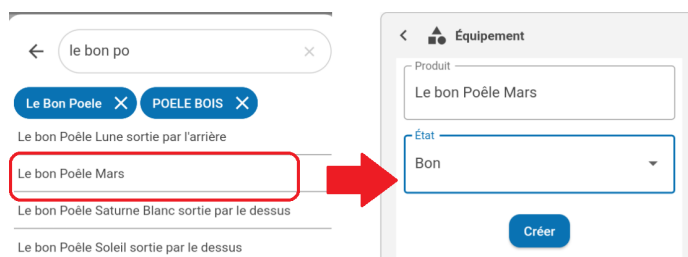 le bon po
Le Bon Poele
POELE BOIS
Le bon Poêle Lune sortie par l'arrière
Le bon Poêle Mars
Le bon Poêle Saturne Blanc sortie par le dessus
Le bon Poêle Soleil sortie par le dessus
Équipement
Produit
Le bon Poêle Mars
État
Bon
Créer